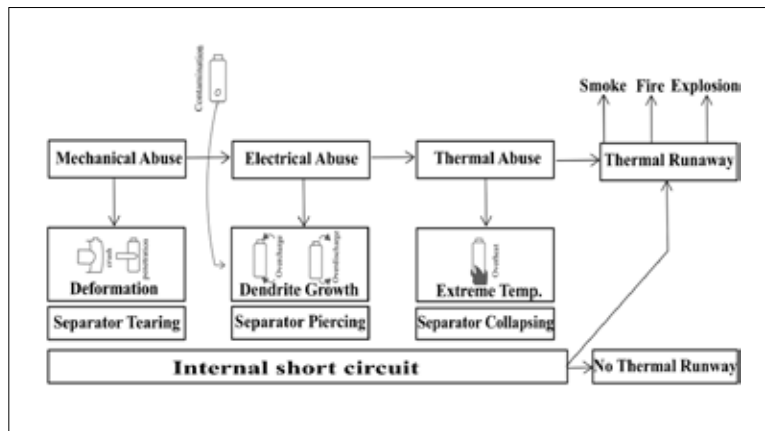 Contamination
Smoke Fire Explosion
Mechanical Abuse Electrical Abuse Thermal Abuse Thermal Runaway
crush penetration Overcharge Overdischarge Overheat
Deformation Dendrite Growth Extreme Temp.
Separator Tearing Separator Piercing Separator Collapsing
Internal short circuit No Thermal Runway